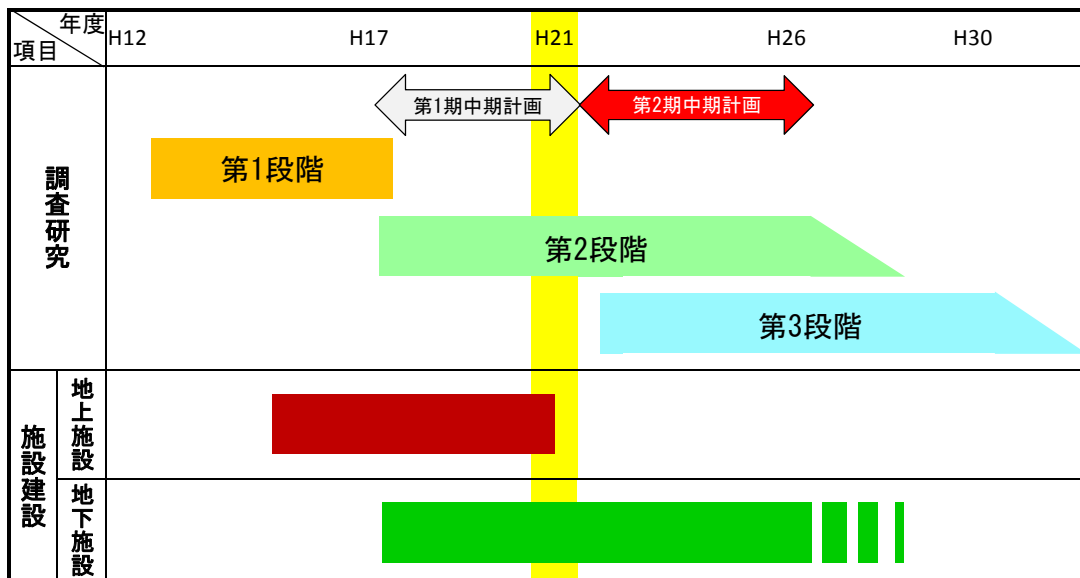 年度
項目
H12 H17 H21 H26 H30
第1期中期計画 第2期中期計画
調査研究
第1段階
第2段階
第3段階
施設建設
地上施設
地下施設